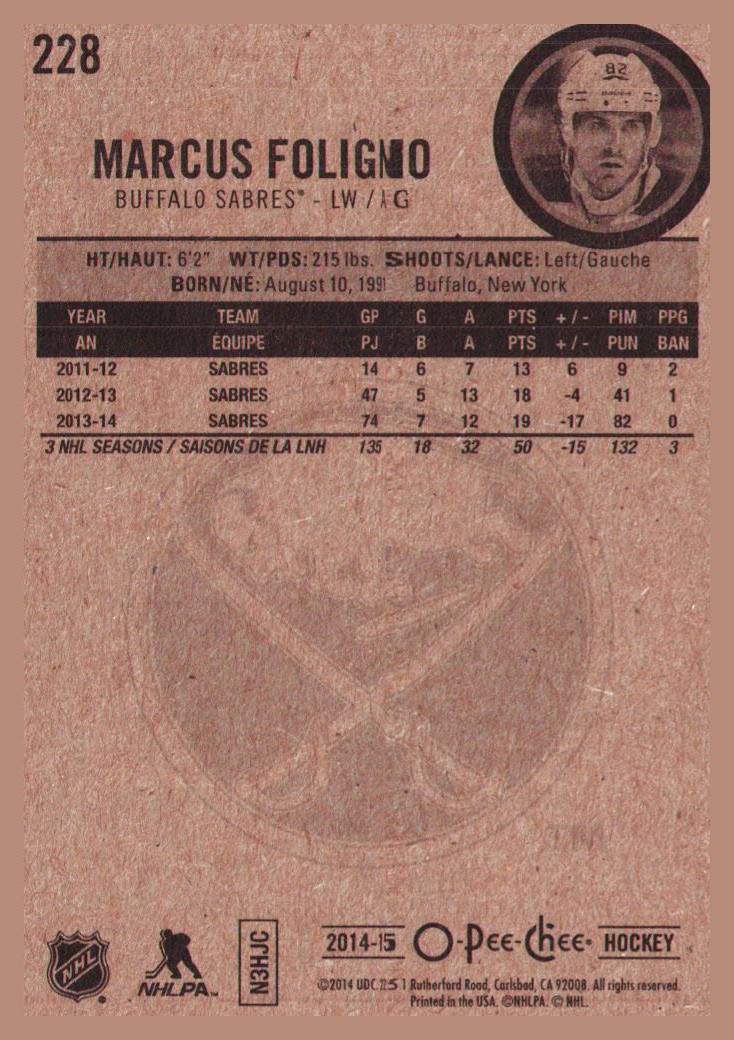 228
82
MARCUS FOLIGNO
BUFFALO SABRES® - LW / AG
HT/HAUT: 6'2" WT/PDS: 215 lbs. SHOOTS/LANCE: Left/Gauche
BORN/NÉ: August 10, 1991 Buffalo, New York
YEAR TEAM GP G A PTS +/- PIM PPG
AN ÉQUIPE PJ B A PTS +/- PUN BAN
2011-12 SABRES 14 6 7 13 6 9 2
2012-13 SABRES 47 5 13 18 -4 41 1
2013-14 SABRES 74 7 12 19 -17 82 0
3 NHL SEASONS / SAISONS DE LA LNH 135 18 32 50 -15 132 3
TM
NHL
NHLPA™
N3HJC
2014-15 O-Pee-Chee® HOCKEY
©2014 UDC. Rutherford Road, Carlsbad, CA 92008. All rights reserved.
Printed in the USA. ©NHLPA. © NHL.